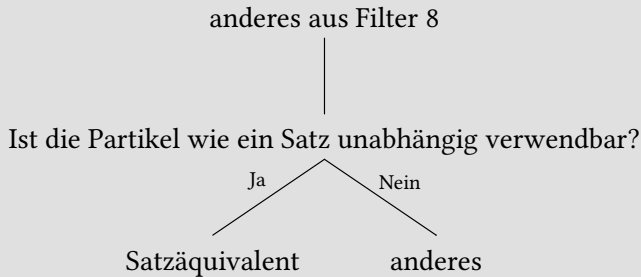 anderes aus Filter 8
Ist die Partikel wie ein Satz unabhängig verwendbar?
Ja
Nein
Satzäquivalent
anderes